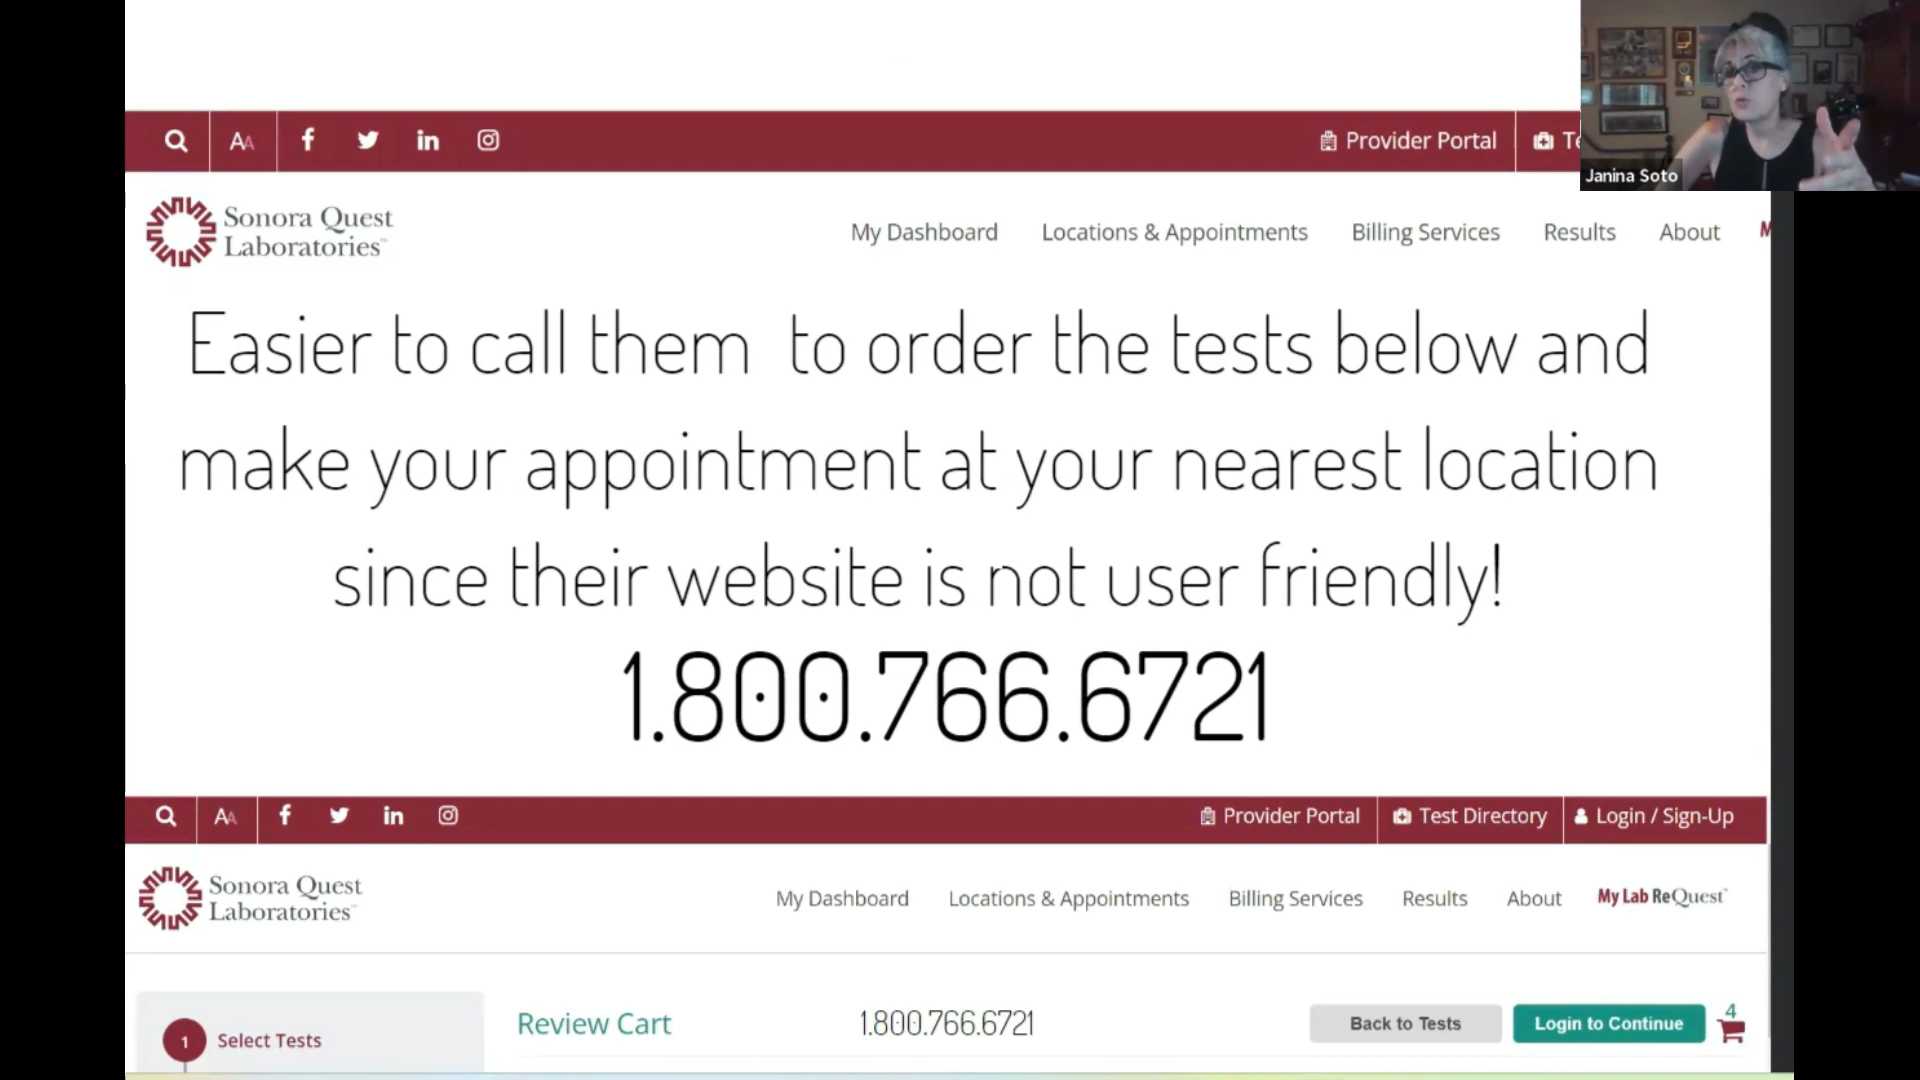 Provider Portal
Janina Soto
Sonora Quest
Laboratories™
My Dashboard
Locations & Appointments
Billing Services
Results
About
Easier to call them to order the tests below and
make your appointment at your nearest location
since their website is not user friendly!
1.800.766.6721
Provider Portal
Test Directory
Login / Sign-Up
Sonora Quest
Laboratories™
My Dashboard
Locations & Appointments
Billing Services
Results
About
My Lab ReQuest™
1
Select Tests
Review Cart
1.800.766.6721
Back to Tests
Login to Continue
4